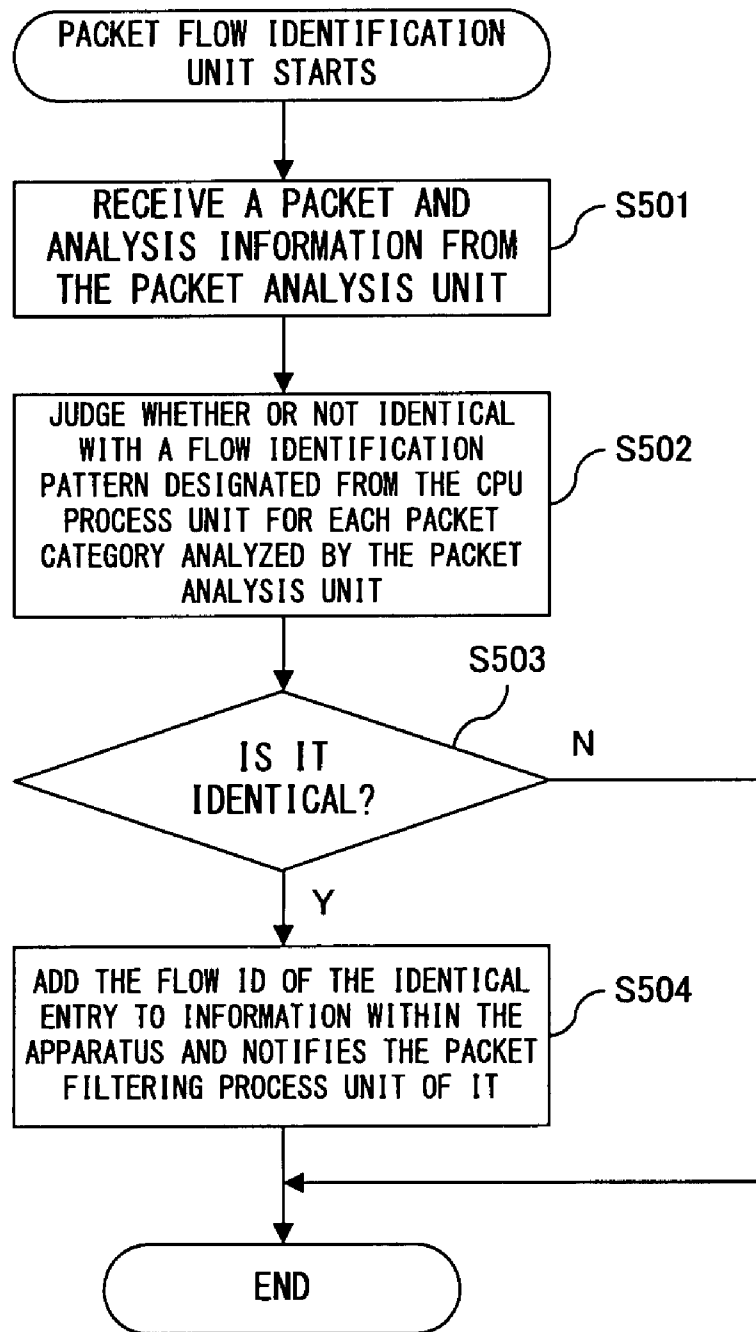 PACKET FLOW IDENTIFICATION
UNIT STARTS
RECEIVE A PACKET AND
ANALYSIS INFORMATION FROM
THE PACKET ANALYSIS UNIT
S501
JUDGE WHETHER OR NOT IDENTICAL
WITH A FLOW IDENTIFICATION
PATTERN DESIGNATED FROM THE CPU
PROCESS UNIT FOR EACH PACKET
CATEGORY ANALYZED BY THE PACKET
ANALYSIS UNIT
S502
S503
IS IT
IDENTICAL?
N
Y
ADD THE FLOW ID OF THE IDENTICAL
ENTRY TO INFORMATION WITHIN THE
APPARATUS AND NOTIFIES THE PACKET
FILTERING PROCESS UNIT OF IT
S504
END